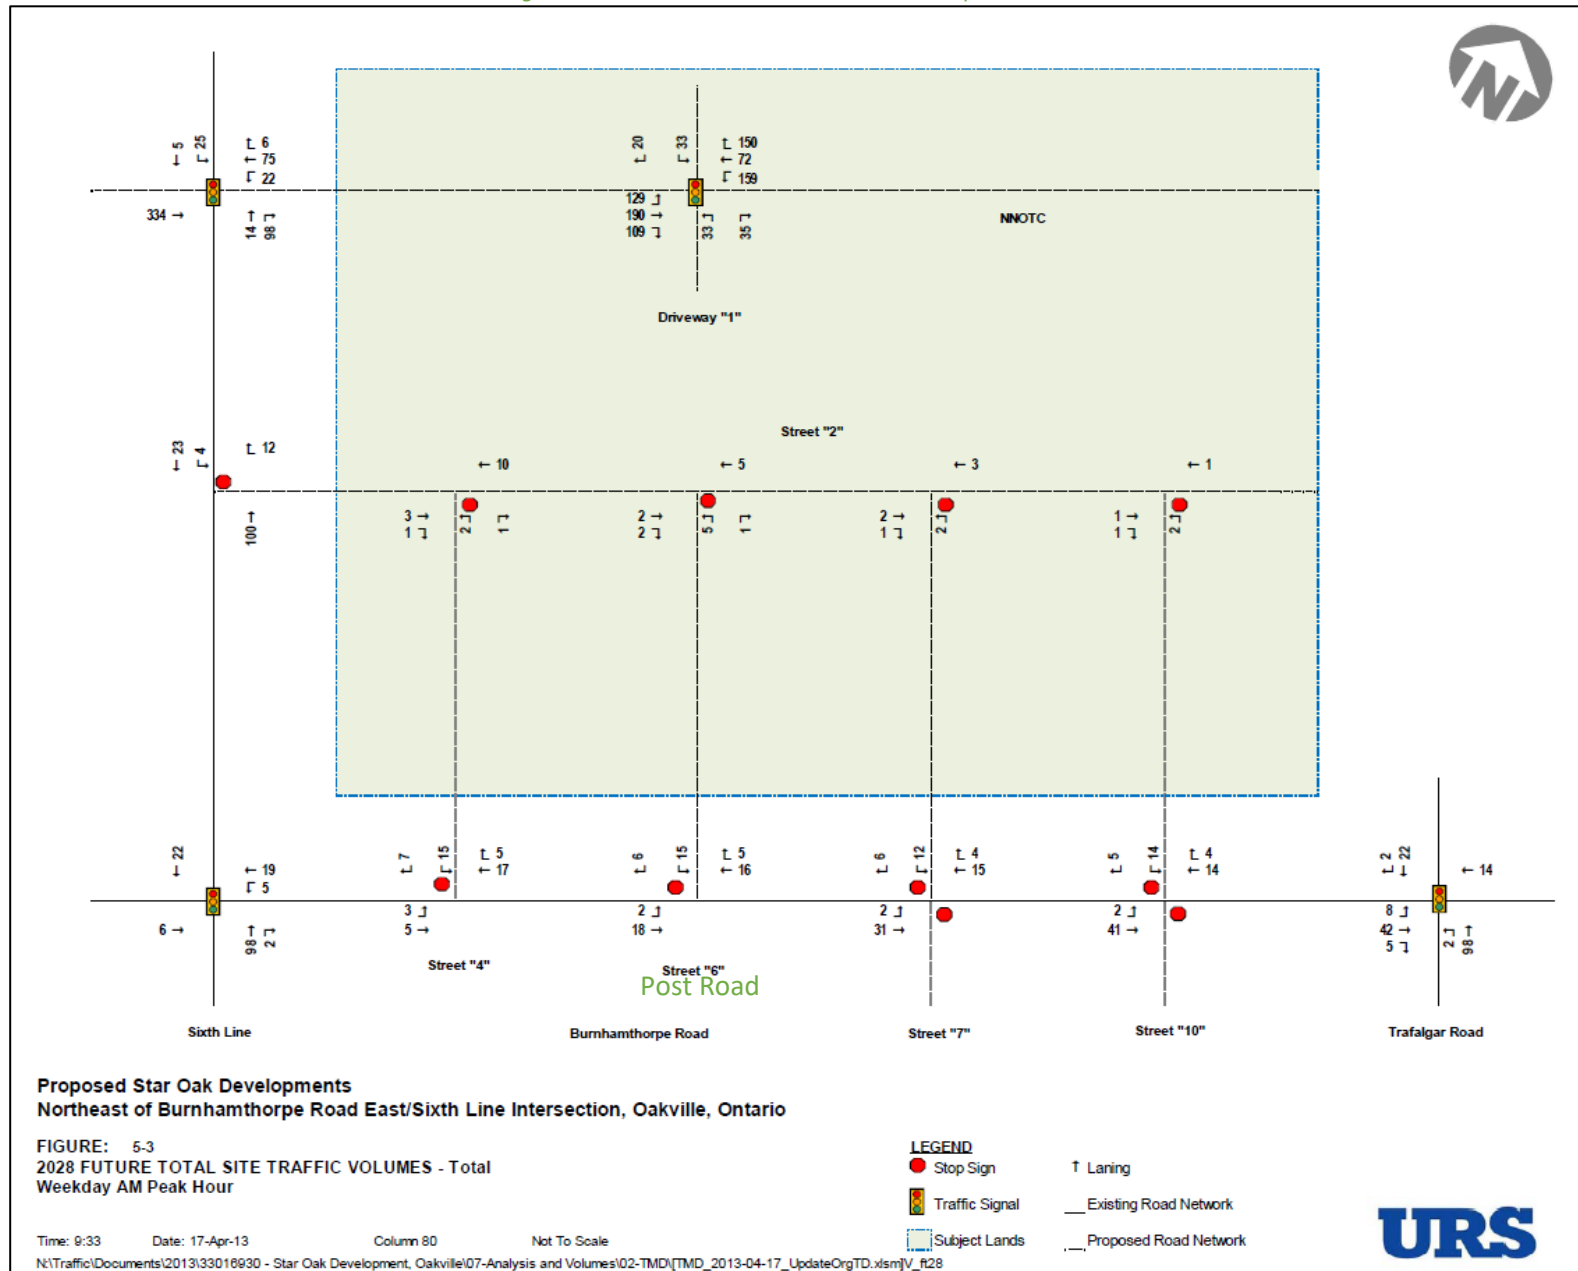 N
5 25 6
75
22
334
14 98
20 33 150
72
159
129
190
109
33 35
NNOTC
Driveway "1"
Street "2"
23 4 12
100
10 5 3 1
3
1
2 1
2
2
5 1
2
1
2
1
1
2
22 19
5
6
98 2
7 15 5
17
3
5
6 15 5
16
2
18
6 12 4
15
2
31
5 14 4
14
2
41
2 22 14
8
42
5
2 98
Street "4" Street "6"
Post Road
Sixth Line Burnhamthorpe Road Street "7" Street "10" Trafalgar Road
Proposed Star Oak Developments
Northeast of Burnhamthorpe Road East/Sixth Line Intersection, Oakville, Ontario
FIGURE: 5-3
2028 FUTURE TOTAL SITE TRAFFIC VOLUMES - Total
Weekday AM Peak Hour
LEGEND
Stop Sign Laning
Traffic Signal Existing Road Network
Subject Lands Proposed Road Network
URS
Time: 9:33 Date: 17-Apr-13 Column 80 Not To Scale
N:\Traffic\Documents\2013\33016930 - Star Oak Development, Oakville\07-Analysis and Volumes\02-TMD\[TMD_2013-04-17_UpdateOrgTD.xlsm]V_ft28